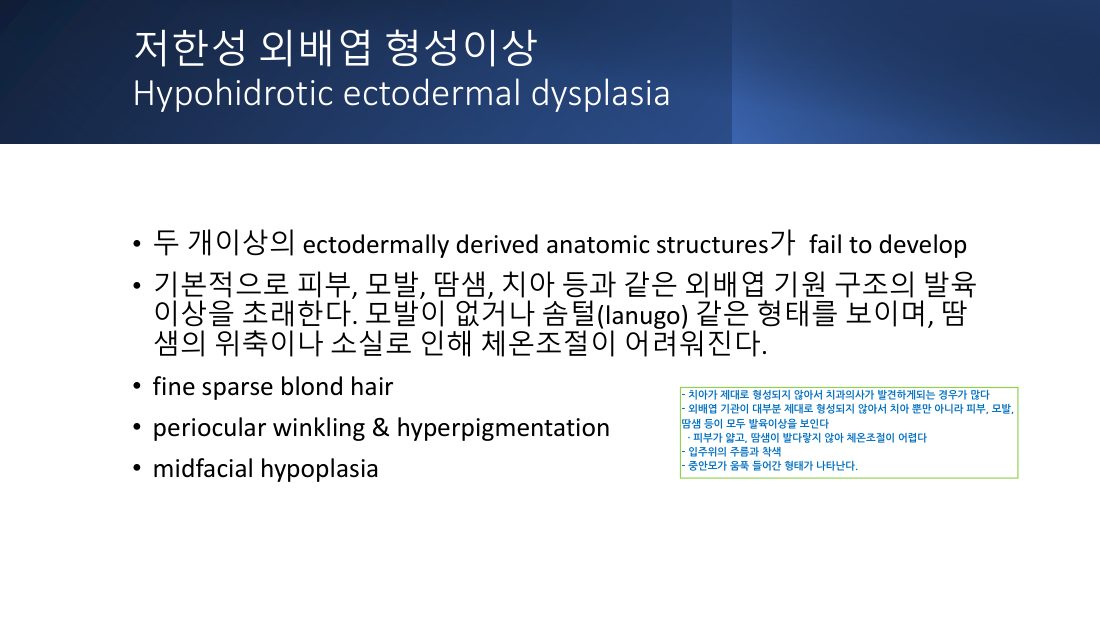 저한성 외배엽 형성이상
Hypohidrotic ectodermal dysplasia
• 두 개이상의 ectodermally derived anatomic structures가 fail to develop
• 기본적으로 피부, 모발, 땀샘, 치아 등과 같은 외배엽 기원 구조의 발육
이상을 초래한다. 모발이 없거나 솜털(lanugo) 같은 형태를 보이며, 땀
샘의 위축이나 소실로 인해 체온조절이 어려워진다.
• fine sparse blond hair
• periocular winkling & hyperpigmentation
• midfacial hypoplasia
- 치아가 제대로 형성되지 않아서 치과의사가 발견하게되는 경우가 많다
- 외배엽 기관이 대부분 제대로 형성되지 않아서 치아 뿐만 아니라 피부, 모발,
땀샘 등이 모두 발육이상을 보인다
· 피부가 얇고, 땀샘이 발다랗지 않아 체온조절이 어렵다
- 입주위의 주름과 착색
- 중안모가 움푹 들어간 형태가 나타난다.